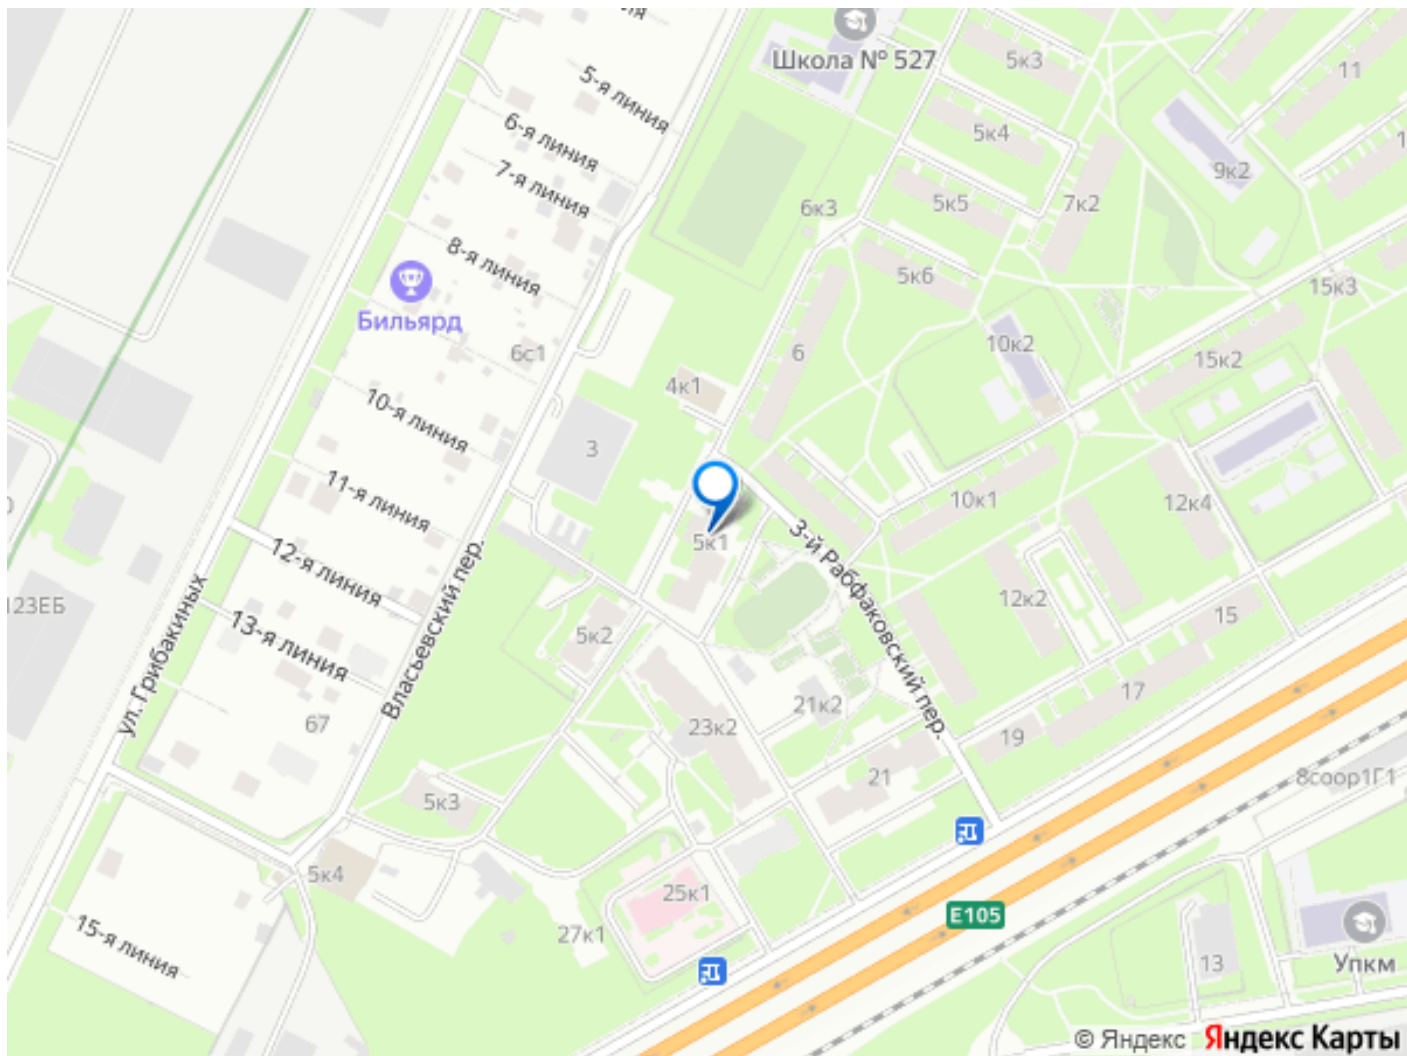 Школа № 527
5к3
11
5-я линия
6-я линия
5к4
9к2
7-я линия
5к5
7к2
6к3
8-я линия
5к6
15к3
Бильярд
6с1
6
10к2
15к2
4к1
10-я линия
3
11-я линия
10к1
12к4
5к1
3-й Рабфаковский пер.
12-я линия
123ЕБ
ул. Грибакиных
Власьевский пер.
12к2
15
13-я линия
5к2
17
21к2
67
23к2
19
21
8соор1Г1
5к3
5к4
25к1
E105
27к1
15-я линия
13
Упкм
© Яндекс Яндекс Карты